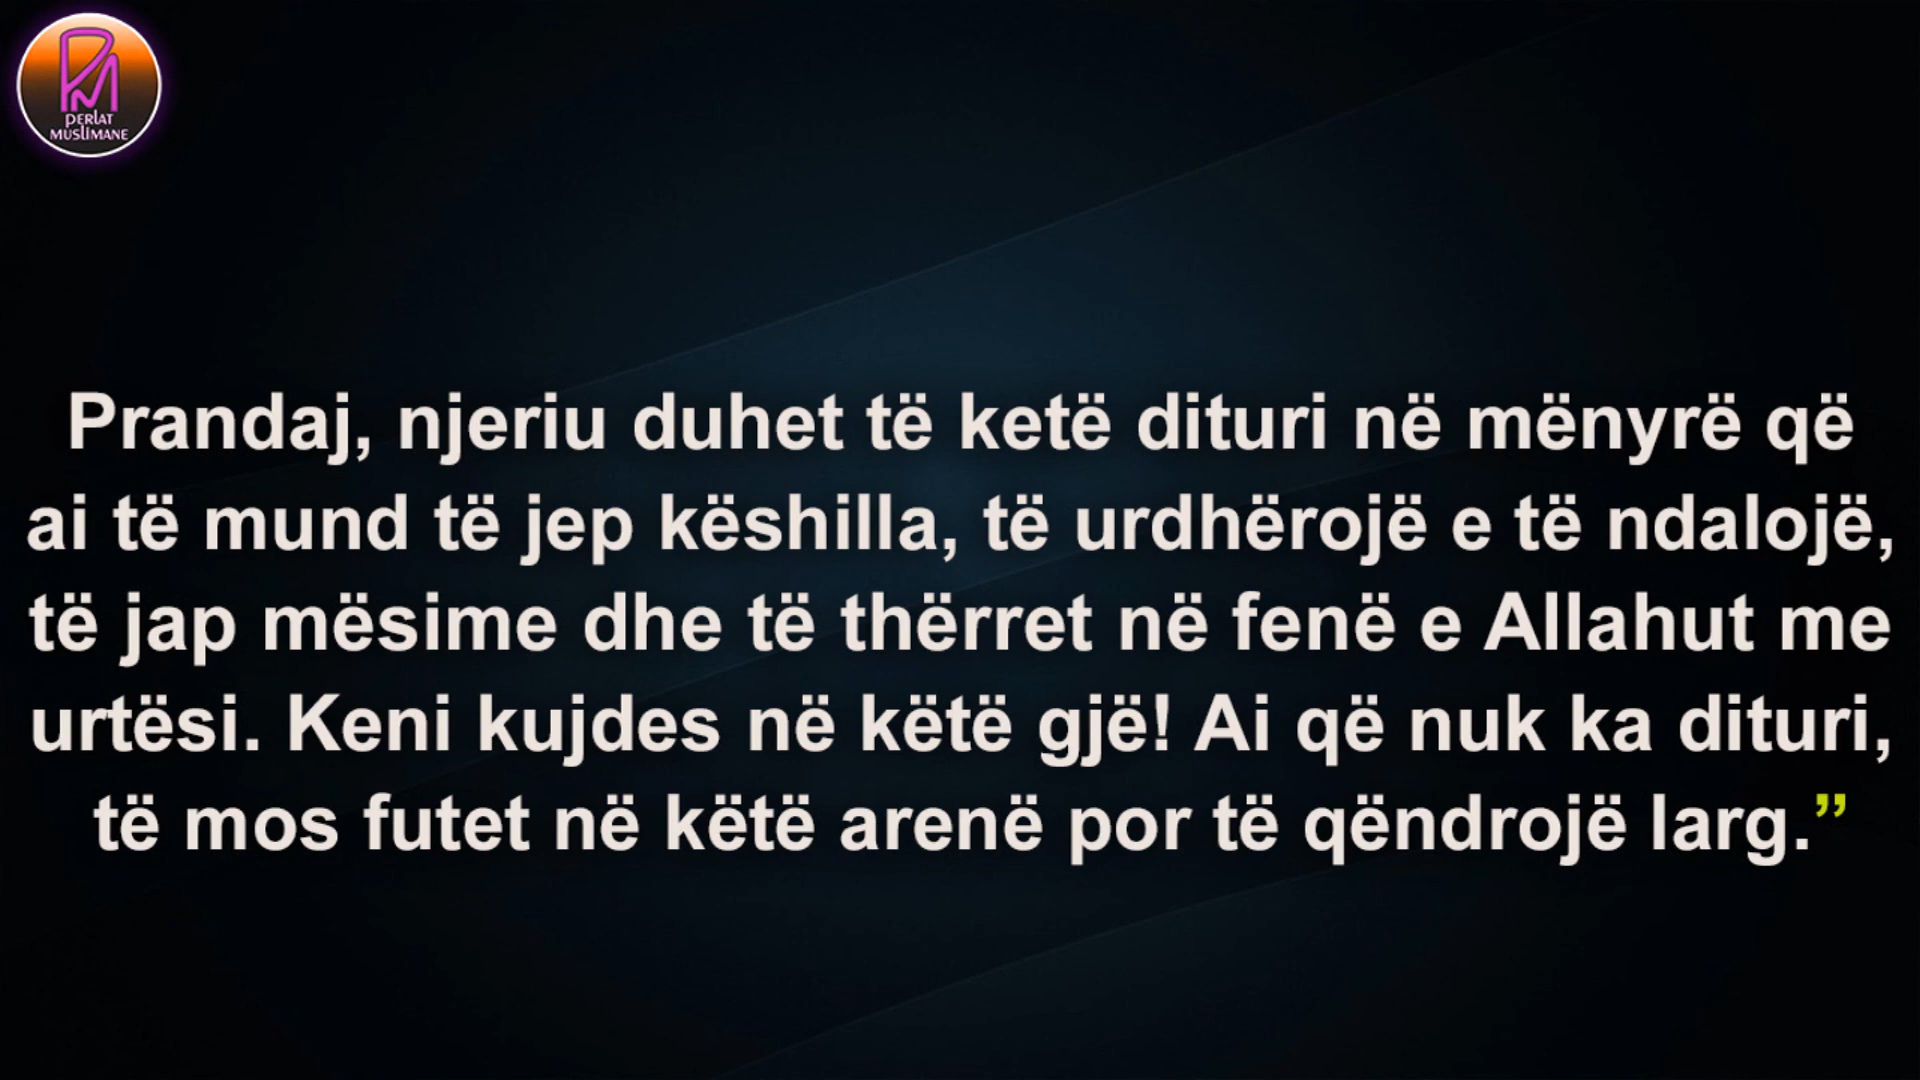 PM
PERLAT
MUSLIMANE
Prandaj, njeriu duhet të ketë dituri në mënyrë që
ai të mund të jep këshilla, të urdhërojë e të ndalojë,
të jap mësime dhe të thërret në fenë e Allahut me
urtësi. Keni kujdes në këtë gjë! Ai që nuk ka dituri,
të mos futet në këtë arenë por të qëndrojë larg.”